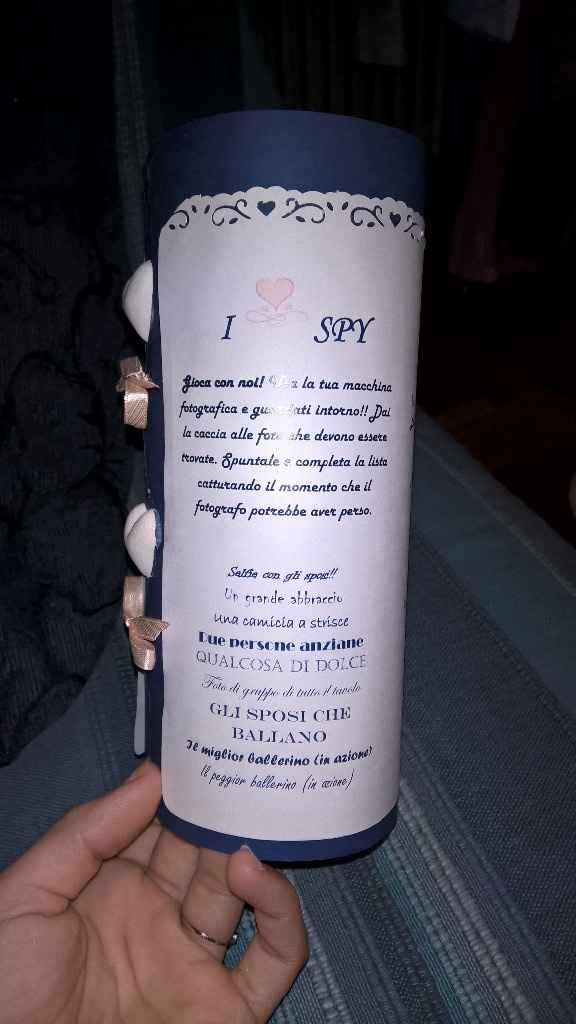 I SPY
Gioca con noi! la tua macchina
fotografica e guardati intorno!! Dai
la caccia alle foto che devono essere
trovate. Spuntale e completa la lista
catturando il momento che il
fotografo potrebbe aver perso.
Selfie con gli sposi!!
Un grande abbraccio
una camicia a strisce
Due persone anziane
QUALCOSA DI DOLCE
Foto di gruppo di tutto il tavolo
GLI SPOSI CHE
BALLANO
Il miglior ballerino (in azione)
Il peggior ballerino (in azione)